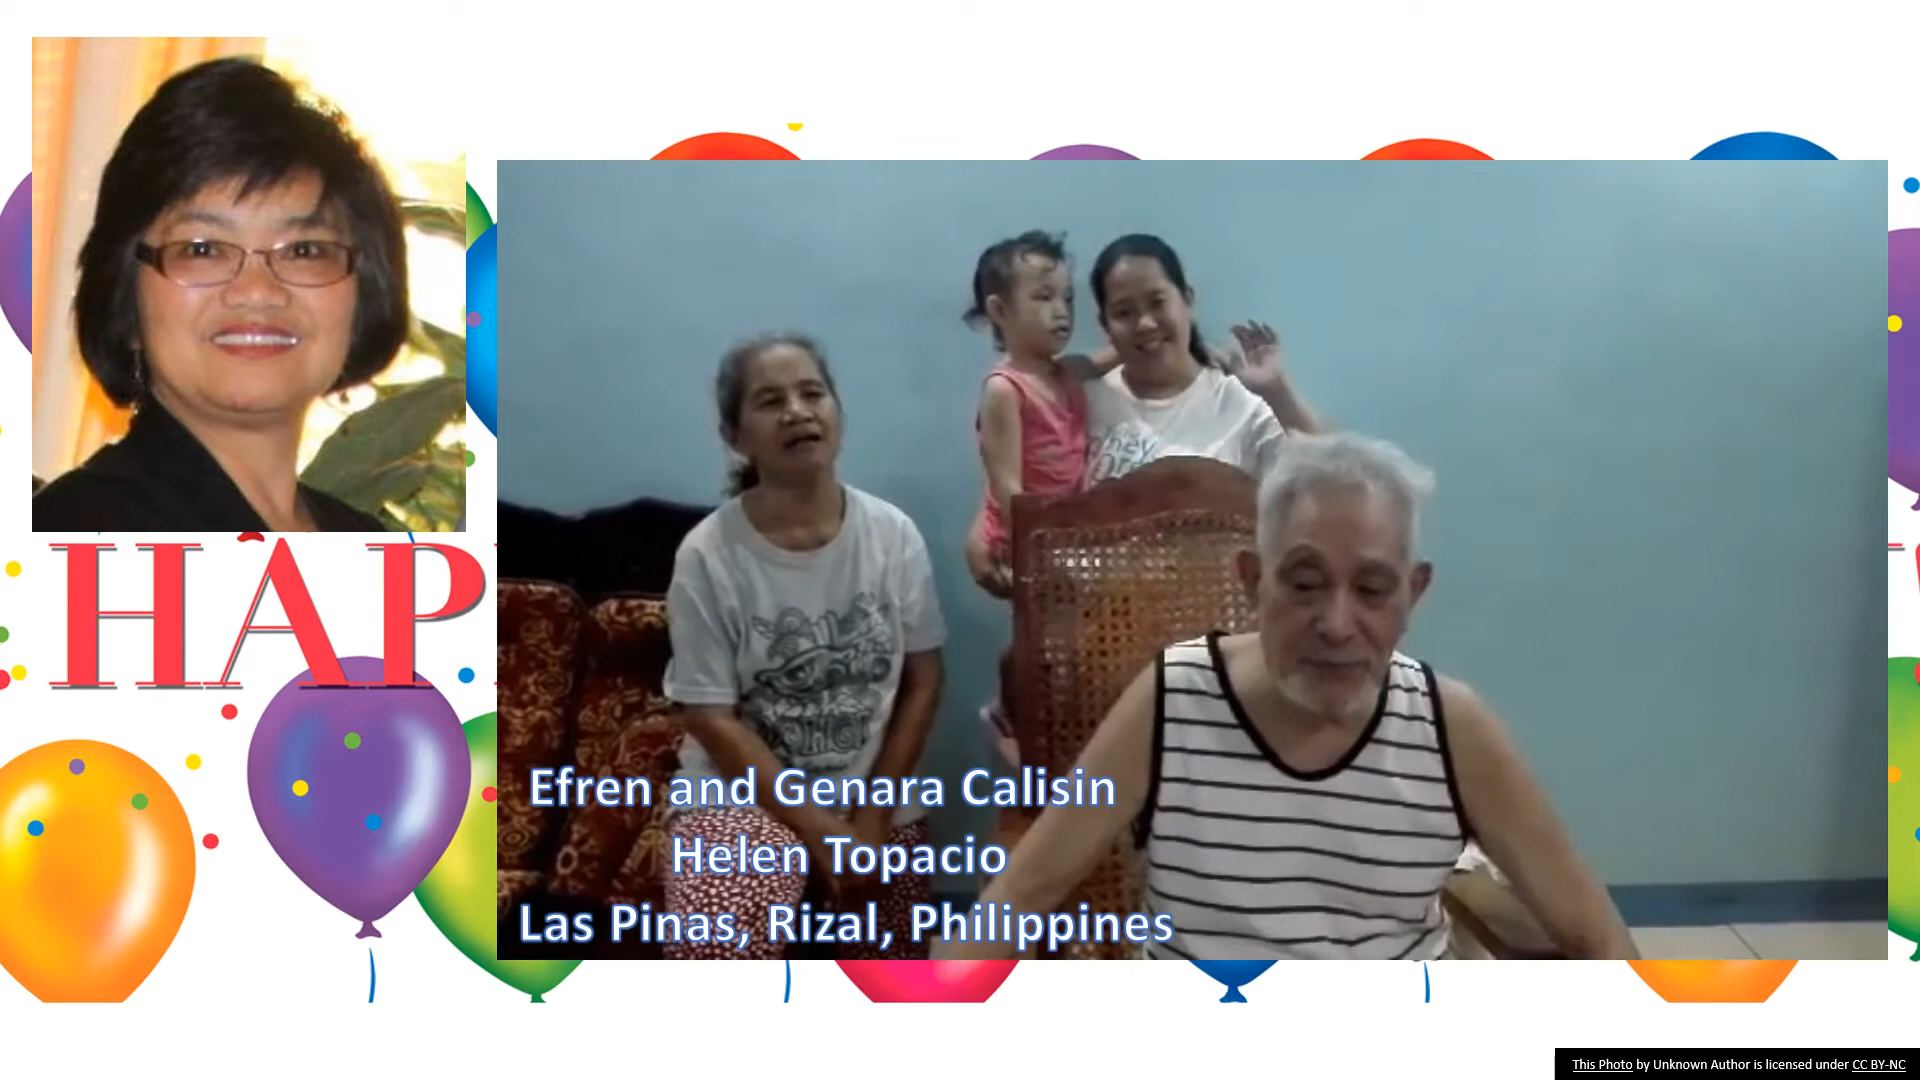 HAP
Efren and Genara Calisin
Helen Topacio
Las Pinas, Rizal, Philippines
This Photo by Unknown Author is licensed under CC BY-NC